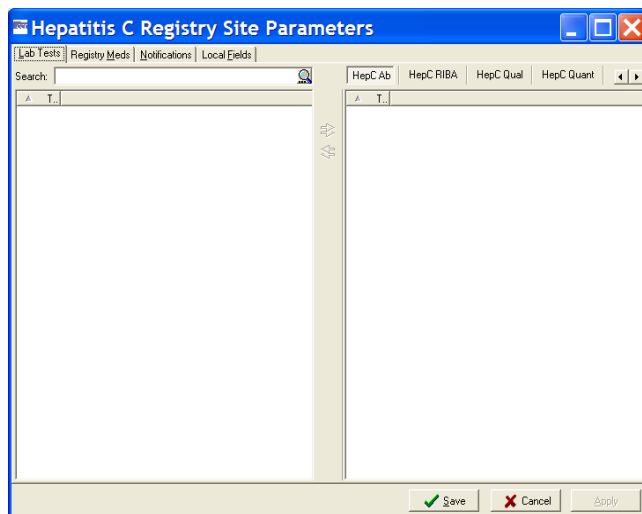 Hepatitis C Registry Site Parameters
Lab Tests Registry Meds Notifications Local Fields
Search: HepC Ab HepC RIBA HepC Qual HepC Quant
T... T...
Save Cancel Apply